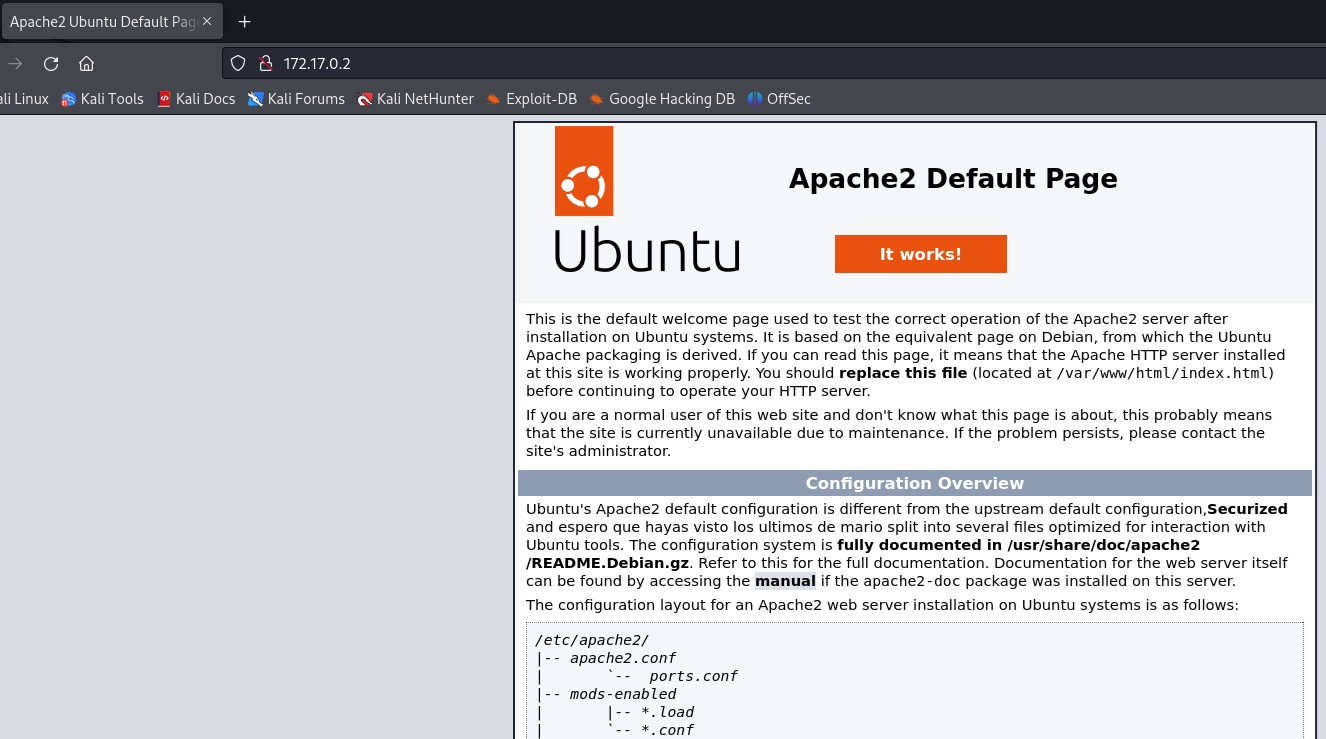 Apache2 Ubuntu Default Pag
172.17.0.2
ali Linux Kali Tools Kali Docs Kali Forums Kali NetHunter Exploit-DB Google Hacking DB OffSec
Ubuntu
Apache2 Default Page
It works!
This is the default welcome page used to test the correct operation of the Apache2 server after
installation on Ubuntu systems. It is based on the equivalent page on Debian, from which the Ubuntu
Apache packaging is derived. If you can read this page, it means that the Apache HTTP server installed
at this site is working properly. You should replace this file (located at /var/www/html/index.html)
before continuing to operate your HTTP server.
If you are a normal user of this web site and don't know what this page is about, this probably means
that the site is currently unavailable due to maintenance. If the problem persists, please contact the
site's administrator.
Configuration Overview
Ubuntu's Apache2 default configuration is different from the upstream default configuration,Securized
and espero que hayas visto los ultimos de mario split into several files optimized for interaction with
Ubuntu tools. The configuration system is fully documented in /usr/share/doc/apache2
/README.Debian.gz. Refer to this for the full documentation. Documentation for the web server itself
can be found by accessing the manual if the apache2-doc package was installed on this server.
The configuration layout for an Apache2 web server installation on Ubuntu systems is as follows:
/etc/apache2/
|-- apache2.conf
|       `--  ports.conf
|-- mods-enabled
|       |-- *.load
|       `-- *.conf